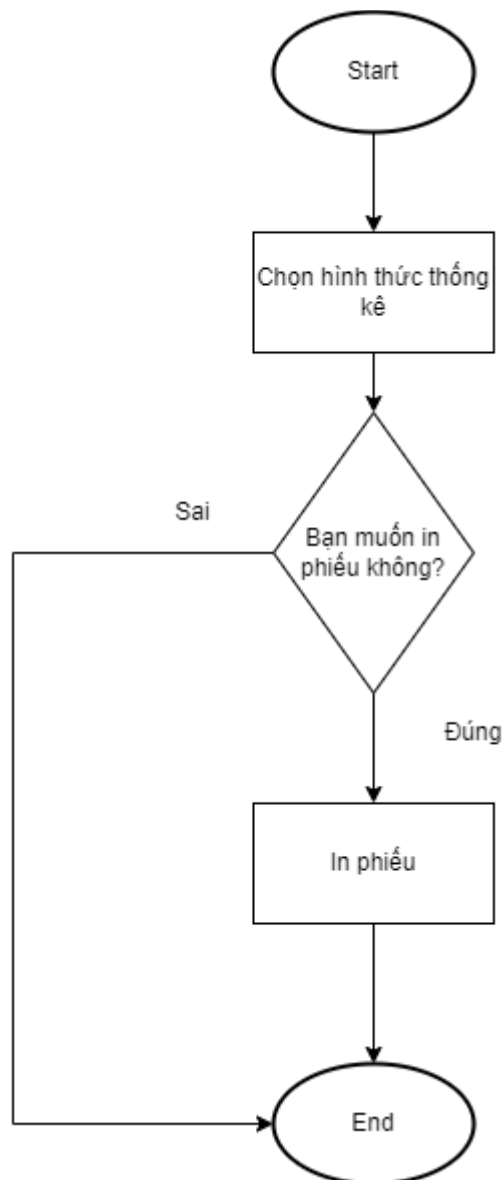 Start
Chọn hình thức thống
kê
Sai
Bạn muốn in
phiếu không?
Đúng
In phiếu
End